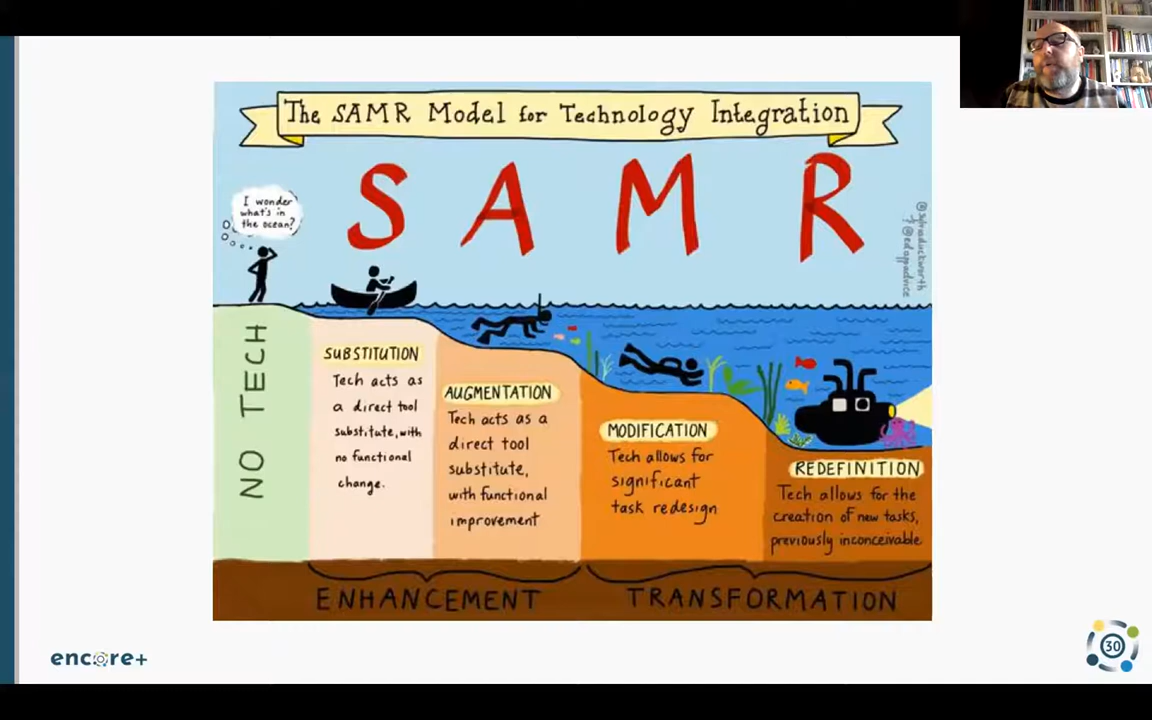 The SAMR Model for Technology Integration
S A M R
I wonder
what's in
the ocean?
@sylviaduckworth
@edappadvice
NO TECH
SUBSTITUTION
Tech acts as
a direct tool
substitute, with
no functional
change.
AUGMENTATION
Tech acts as a
direct tool
substitute,
with functional
improvement
MODIFICATION
Tech allows for
significant
task redesign
REDEFINITION
Tech allows for the
creation of new tasks,
previously inconceivable
ENHANCEMENT
TRANSFORMATION
encore+
30